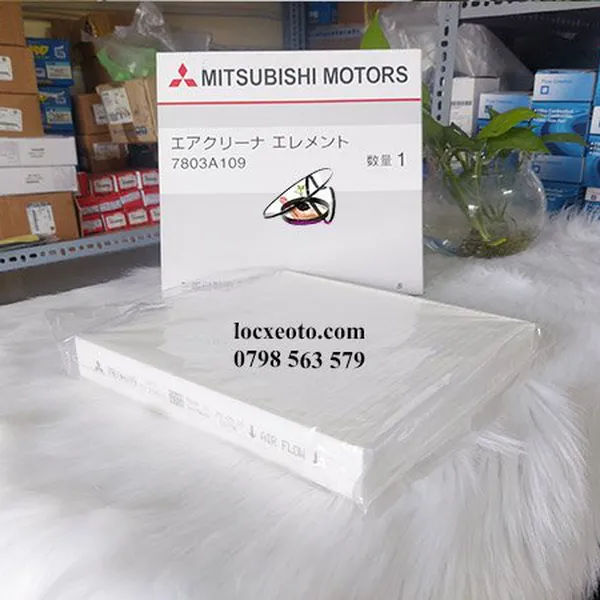 MITSUBISHI MOTORS
エアクリーナ エレメント
7803A109
数量 1
locxeoto.com
0798 563 579
↓ AIR FLOW ↓